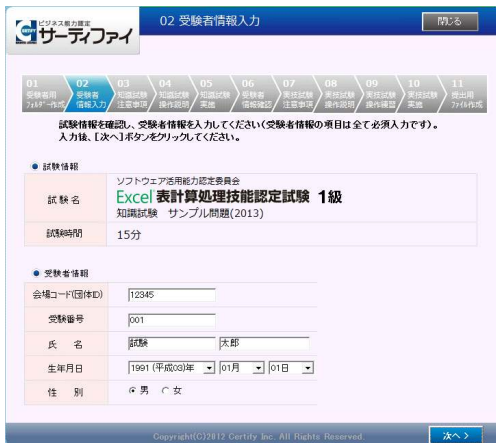 ビジネス能力認定
サーティファイ
02 受験者情報入力
閉じる
01 受験者用 フォルダー作成
02 受験者 情報入力
03 知識試験 注意事項
04 知識試験 操作説明
05 知識試験 実施
06 受験者 情報確認
07 実技試験 注意事項
08 実技試験 操作説明
09 実技試験 操作練習
10 実技試験 実施
11 提出用 ファイル作成
試験情報を確認し、受験者情報を入力してください(受験者情報の項目は全て必須入力です)。
入力後、[次へ]ボタンをクリックしてください。
試験情報
試験名
ソフトウェア活用能力認定委員会
Excel 表計算処理技能認定試験 1級
知識試験 サンプル問題(2013)
試験時間 15分
受験者情報
会場コード(団体ID) 12345
受験番号 001
氏 名 試験 太郎
生年月日 1991 (平成03)年 01月 01日
性 別 男 女
Copyright(C)2012 Certify Inc. All Rights Reserved.
次へ >